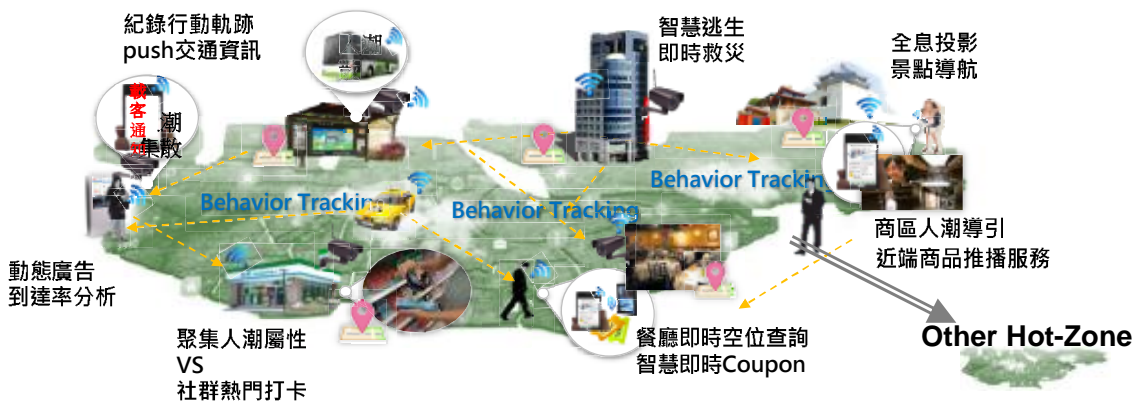 紀錄行動軌跡
push交通資訊
智慧逃生
即時救災
全息投影
景點導航
載客通知
人潮
集散
Behavior Tracking
Behavior Tracking
Behavior Tracking
商區人潮導引
近端商品推播服務
動態廣告
到達率分析
聚集人潮屬性
VS
社群熱門打卡
餐廳即時空位查詢
智慧即時Coupon
Other Hot-Zone